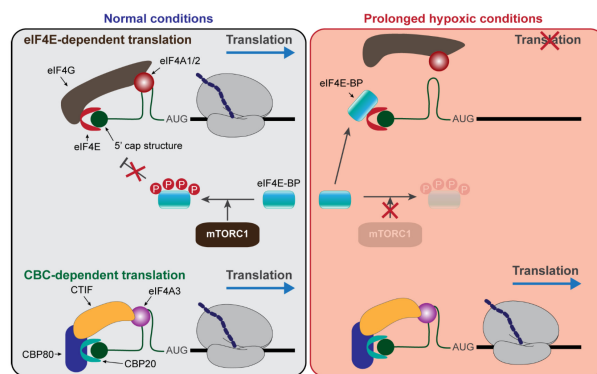 Normal conditions
Prolonged hypoxic conditions
eIF4E-dependent translation
Translation
eIF4G
eIF4A1/2
AUG
eIF4E
5' cap structure
P P P P
eIF4E-BP
mTORC1
Translation
eIF4E-BP
AUG
P P P P
mTORC1
CBC-dependent translation
Translation
CTIF
eIF4A3
AUG
CBP80
CBP20
Translation
AUG